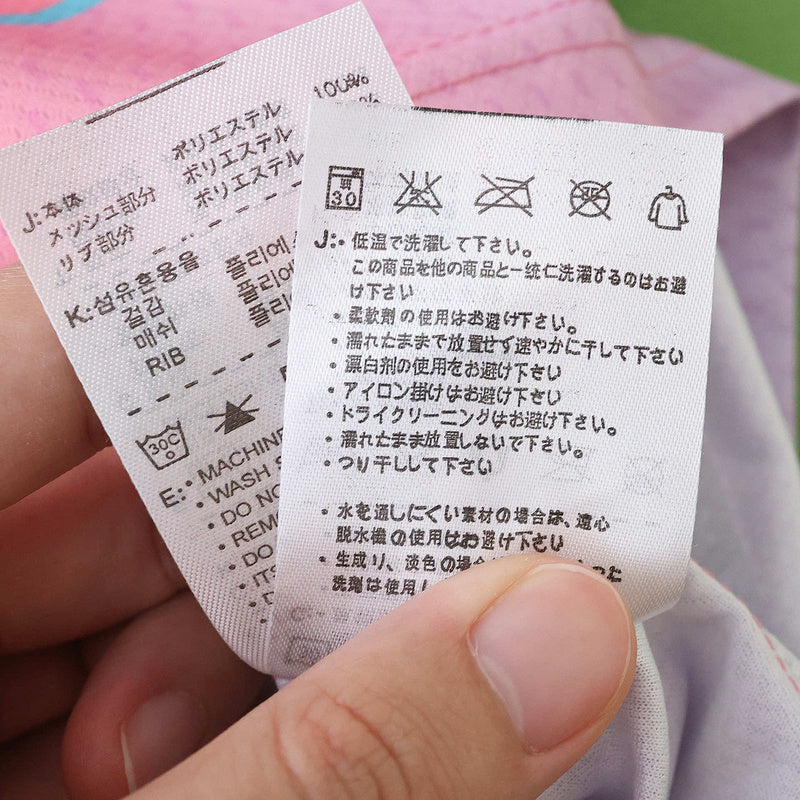 100%
J:本体 ポリエステル
メッシュ部分 ポリエステル
リブ部分 ポリエステル
K:섬유혼용율
겉감 폴리에
매쉬 폴리에
RIB 폴리
30C
E:• MACHINE
• WASH
• DO NO
• REM
• DO
• ITS
30
J:• 低温で洗濯して下さい。
この商品を他の商品と一統に洗濯するのはお避
け下さい
• 柔軟剤の使用はお避け下さい。
• 濡れたままで放置せず速やかに干して下さい
• 漂白剤の使用をお避け下さい
• アイロン掛けはお避け下さい
• ドライクリーニングはお避け下さい。
• 濡れたまま放置しないで下さい。
• つり干しして下さい
• 水を通しにくい素材の場合は、遠心
脱水機の使用はお避け下さい
• 生成り、淡色の場合
洗剤は使用し